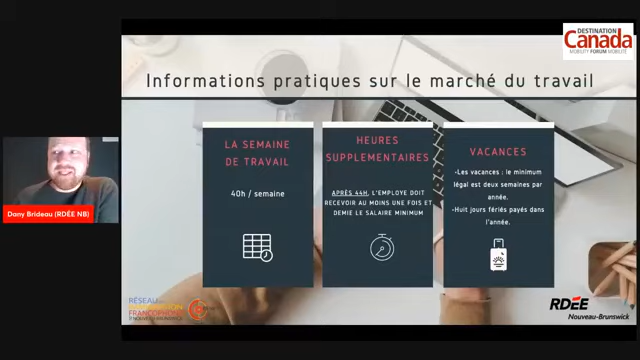 DESTINATION
Canada
MOBILITY FORUM MOBILITÉ
Informations pratiques sur le marché du travail
LA SEMAINE
DE TRAVAIL
40h / semaine
HEURES
SUPPLEMENTAIRES
APRÈS 44H, L'EMPLOYE DOIT
RECEVOIR AU MOINS UNE FOIS ET
DEMIE LE SALAIRE MINIMUM
VACANCES
-Les vacances : le minimum
légal est deux semaines par
année.
-Huit jours fériés payés dans
l'année.
Dany Brideau (RDÉE NB)
RÉSEAU
IMMIGRATION
FRANCOPHONE
RDÉE
Nouveau-Brunswick